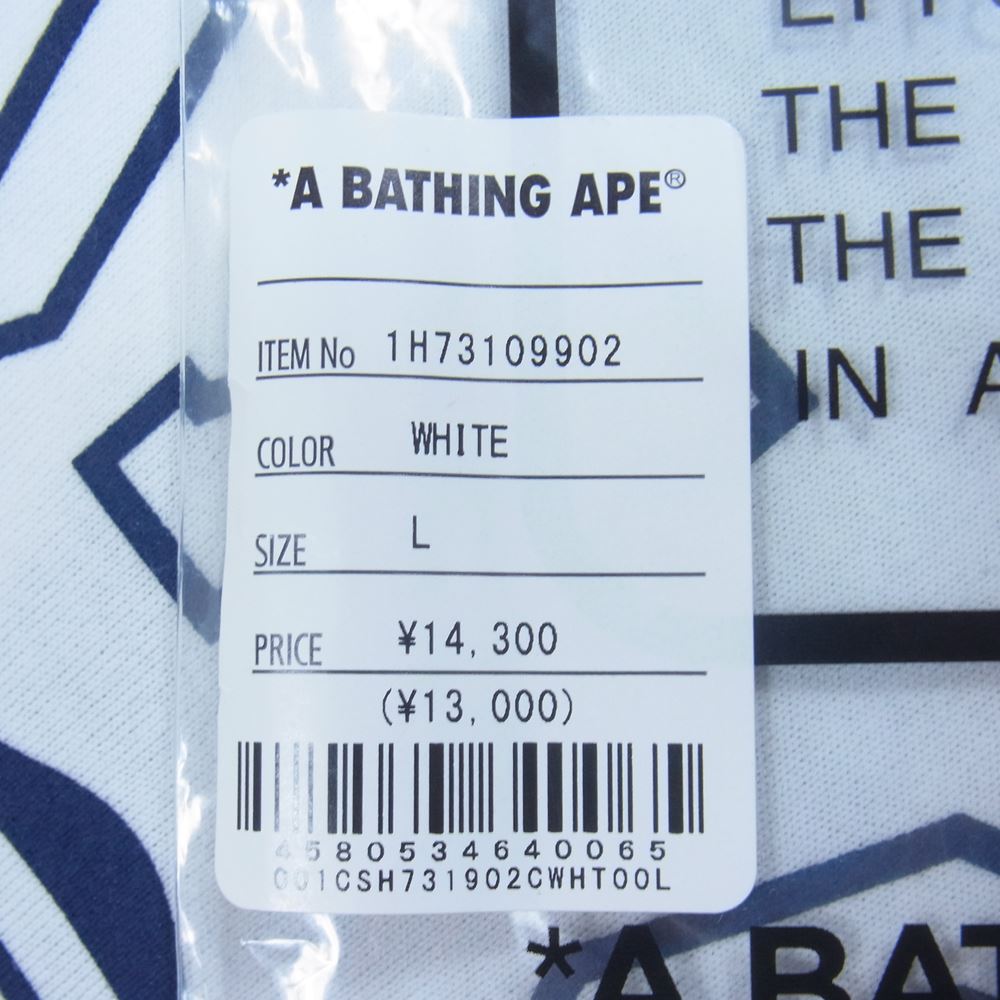 THE
THE
IN A
*A BATHING APE®
ITEM No 1H73109902
COLOR WHITE
SIZE L
PRICE ¥14,300
(¥13,000)
4580534640065
001CSH731902CWHT00L
*A BAT